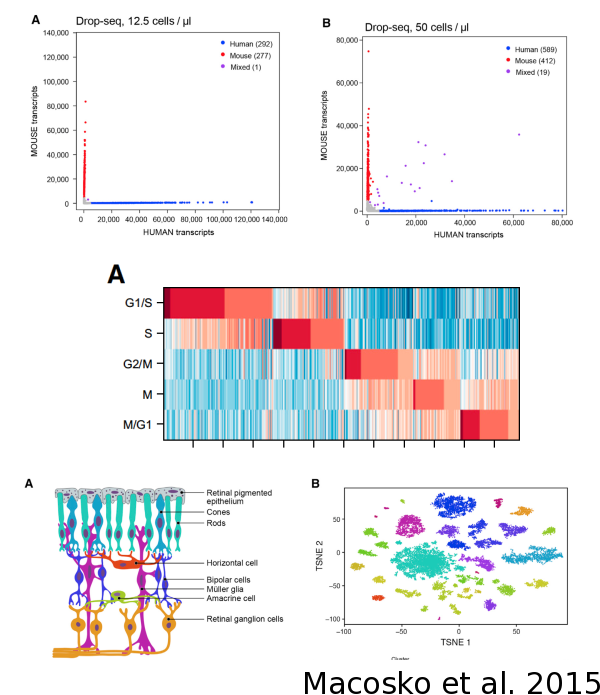 A
Drop-seq, 12.5 cells / µl
140,000
120,000
100,000
80,000
60,000
40,000
20,000
0
MOUSE transcripts
Human (292)
Mouse (277)
Mixed (1)
0 20,000 40,000 60,000 80,000 100,000 120,000 140,000
HUMAN transcripts
B
Drop-seq, 50 cells / µl
80,000
60,000
40,000
20,000
0
MOUSE transcripts
Human (589)
Mouse (412)
Mixed (19)
0 20,000 40,000 60,000 80,000
HUMAN transcripts
A
G1/S
S
G2/M
M
M/G1
A
Retinal pigmented
epithelium
Cones
Rods
Horizontal cell
Bipolar cells
Müller glia
Amacrine cell
Retinal ganglion cells
B
50
0
−50
−100
TSNE 2
−100 −50 0 50
TSNE 1
Cluster
Macosko et al. 2015